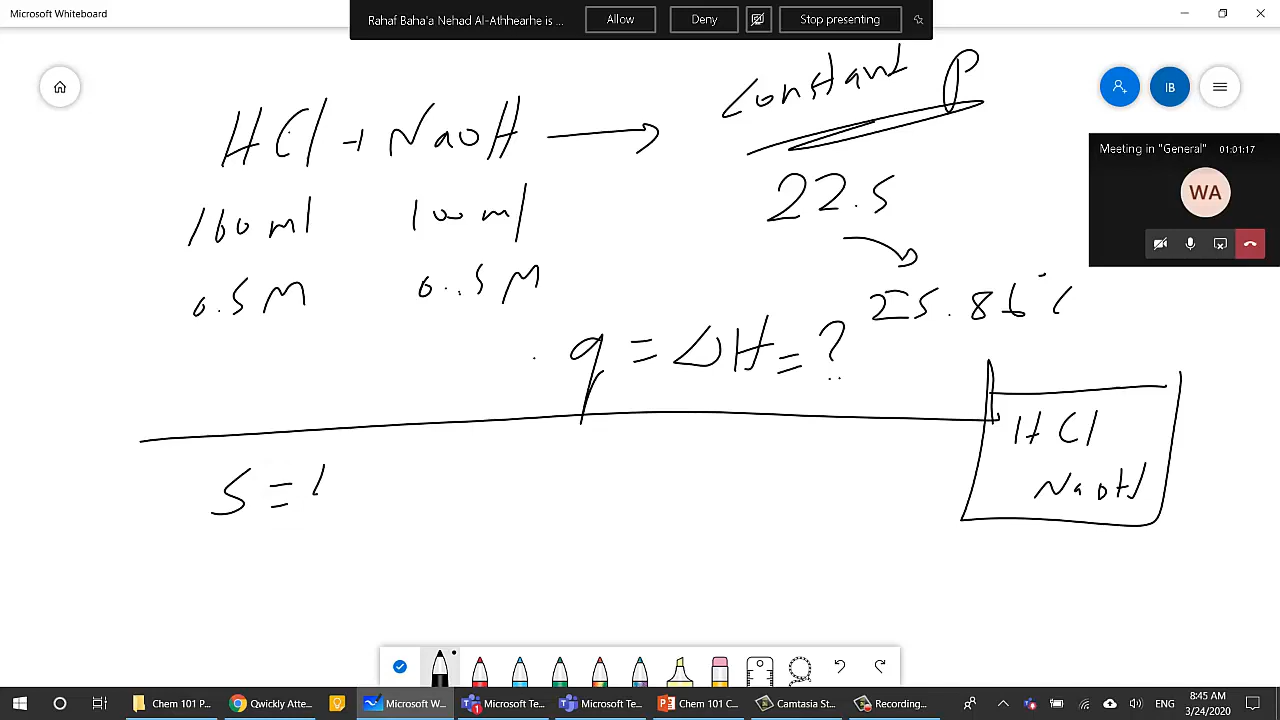 Microsoft Whiteboard
Rahaf Baha'a Nehad Al-Athhearhe is ...
Allow
Deny
Stop presenting
IB
Meeting in "General"
01:01:17
WA
constant P
HCl + NaOH
100 ml 100 ml
22.5
0.5 M 0.5 M
25.86 °C
q = ΔH = ?
HCl
NaOH
S =
Chem 101 P...
Qwickly Atte...
Microsoft W...
Microsoft Te...
Microsoft Te...
Chem 101 C...
Camtasia St...
Recording...
ENG
8:45 AM
3/24/2020